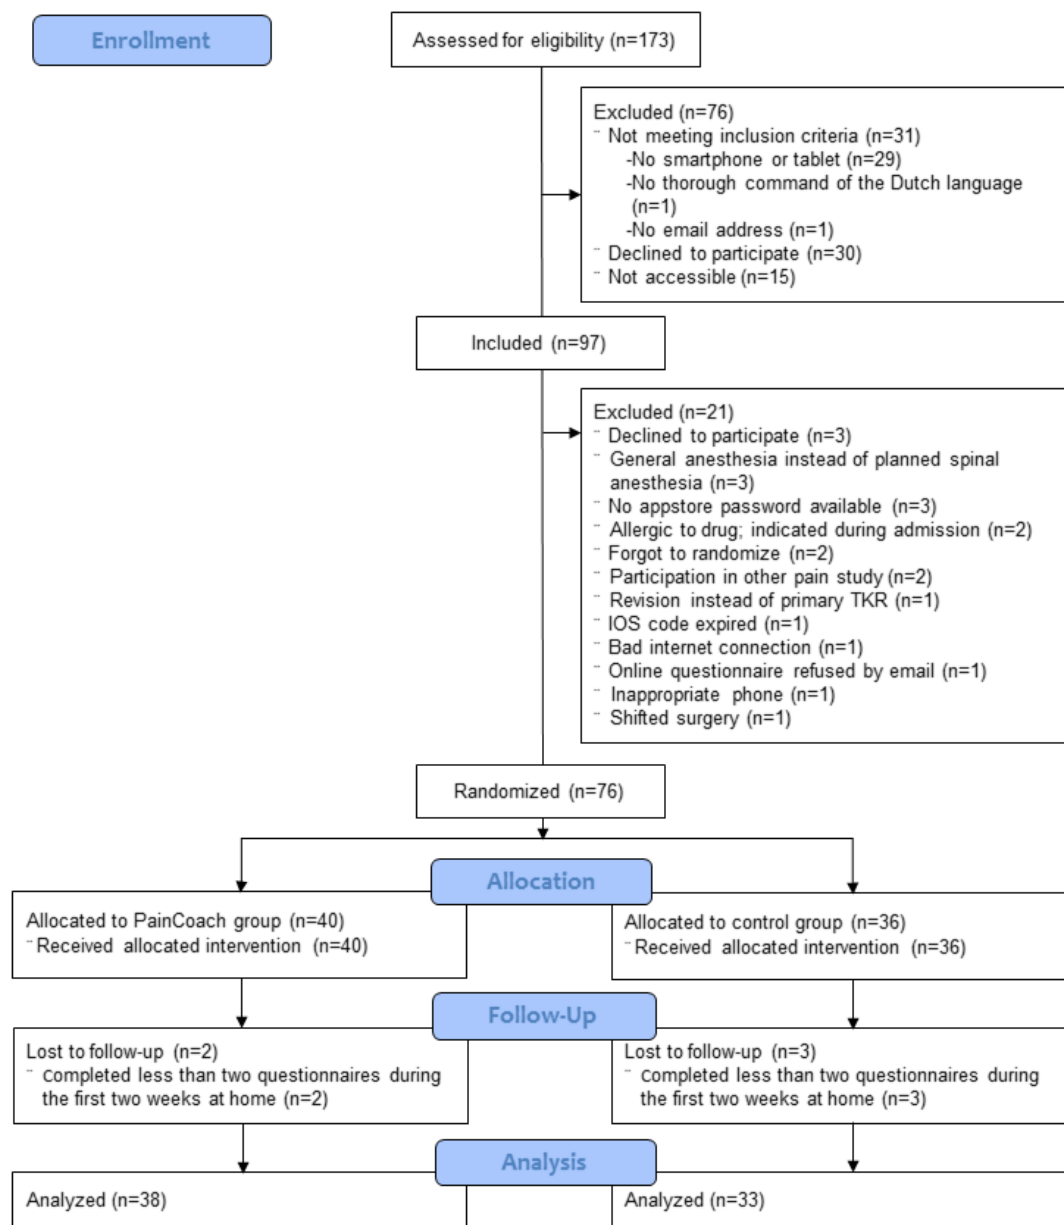 Enrollment
Assessed for eligibility (n=173)
Excluded (n=76)
¨ Not meeting inclusion criteria (n=31)
-No smartphone or tablet (n=29)
-No thorough command of the Dutch language
(n=1)
-No email address (n=1)
¨ Declined to participate (n=30)
¨ Not accessible (n=15)
Included (n=97)
Excluded (n=21)
¨ Declined to participate (n=3)
¨ General anesthesia instead of planned spinal
anesthesia (n=3)
¨ No appstore password available (n=3)
¨ Allergic to drug; indicated during admission (n=2)
¨ Forgot to randomize (n=2)
¨ Participation in other pain study (n=2)
¨ Revision instead of primary TKR (n=1)
¨ IOS code expired (n=1)
¨ Bad internet connection (n=1)
¨ Online questionnaire refused by email (n=1)
¨ Inappropriate phone (n=1)
¨ Shifted surgery (n=1)
Randomized (n=76)
Allocation
Allocated to PainCoach group (n=40)
¨ Received allocated intervention (n=40)
Allocated to control group (n=36)
¨ Received allocated intervention (n=36)
Follow-Up
Lost to follow-up (n=2)
¨ Completed less than two questionnaires during
the first two weeks at home (n=2)
Lost to follow-up (n=3)
¨ Completed less than two questionnaires during
the first two weeks at home (n=3)
Analysis
Analyzed (n=38)
Analyzed (n=33)